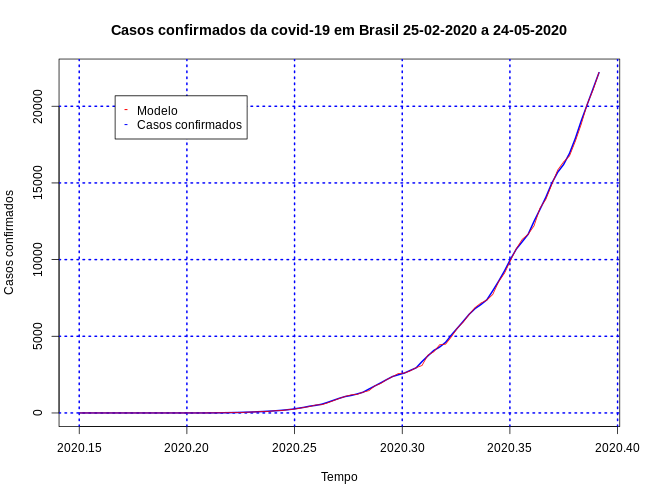 Casos confirmados da covid-19 em Brasil 25-02-2020 a 24-05-2020
Modelo
Casos confirmados
Casos confirmados
20000
15000
10000
5000
0
2020.15 2020.20 2020.25 2020.30 2020.35 2020.40
Tempo